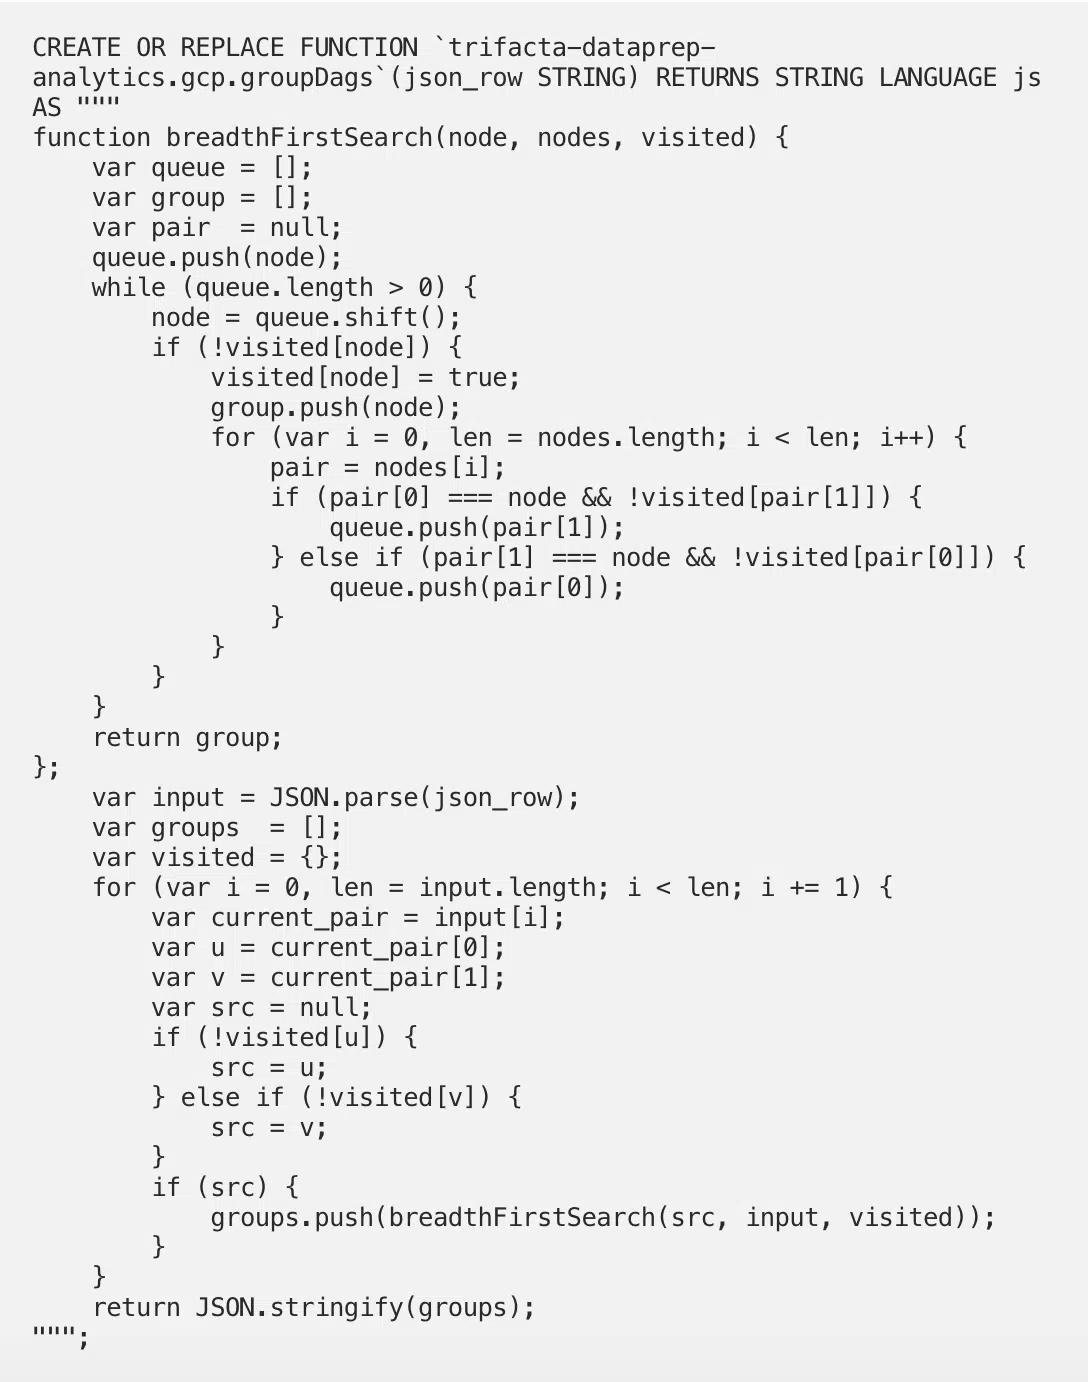 CREATE OR REPLACE FUNCTION `trifacta-dataprep-
analytics.gcp.groupDags`(json_row STRING) RETURNS STRING LANGUAGE js
AS """
function breadthFirstSearch(node, nodes, visited) {
    var queue = [];
    var group = [];
    var pair  = null;
    queue.push(node);
    while (queue.length > 0) {
        node = queue.shift();
        if (!visited[node]) {
            visited[node] = true;
            group.push(node);
            for (var i = 0, len = nodes.length; i < len; i++) {
                pair = nodes[i];
                if (pair[0] === node && !visited[pair[1]]) {
                    queue.push(pair[1]);
                } else if (pair[1] === node && !visited[pair[0]]) {
                    queue.push(pair[0]);
                }
            }
        }
    }
    return group;
};
    var input = JSON.parse(json_row);
    var groups  = [];
    var visited = {};
    for (var i = 0, len = input.length; i < len; i += 1) {
        var current_pair = input[i];
        var u = current_pair[0];
        var v = current_pair[1];
        var src = null;
        if (!visited[u]) {
            src = u;
        } else if (!visited[v]) {
            src = v;
        }
        if (src) {
            groups.push(breadthFirstSearch(src, input, visited));
        }
    }
    return JSON.stringify(groups);
""";